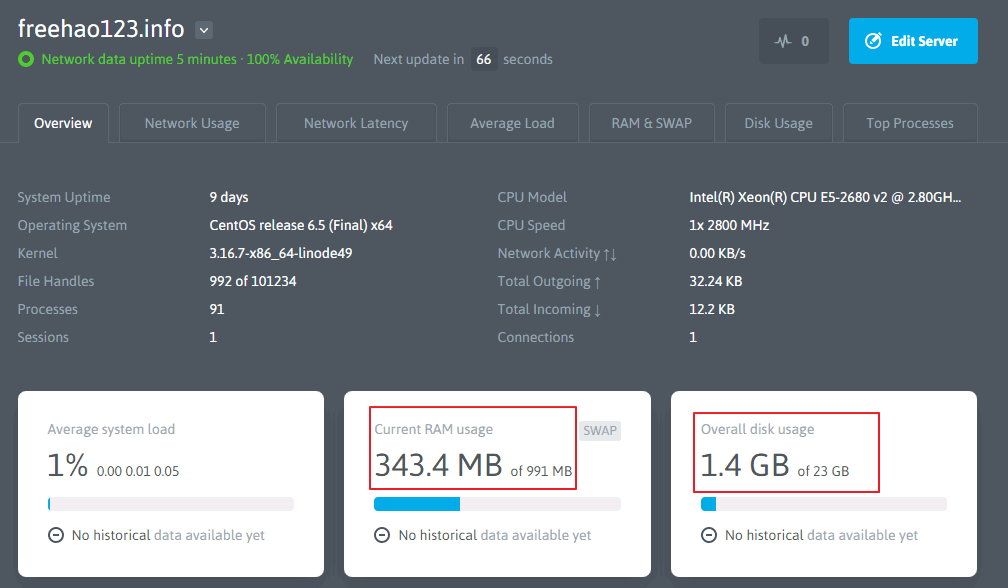 freehao123.info
0
Edit Server
Network data uptime 5 minutes · 100% Availability Next update in 66 seconds
Overview Network Usage Network Latency Average Load RAM & SWAP Disk Usage Top Processes
System Uptime 9 days
Operating System CentOS release 6.5 (Final) x64
Kernel 3.16.7-x86_64-linode49
File Handles 992 of 101234
Processes 91
Sessions 1
CPU Model Intel(R) Xeon(R) CPU E5-2680 v2 @ 2.80GH...
CPU Speed 1x 2800 MHz
Network Activity ↑↓ 0.00 KB/s
Total Outgoing ↑ 32.24 KB
Total Incoming ↓ 12.2 KB
Connections 1
Average system load
1% 0.00 0.01 0.05
No historical data available yet
Current RAM usage SWAP
343.4 MB of 991 MB
No historical data available yet
Overall disk usage
1.4 GB of 23 GB
No historical data available yet